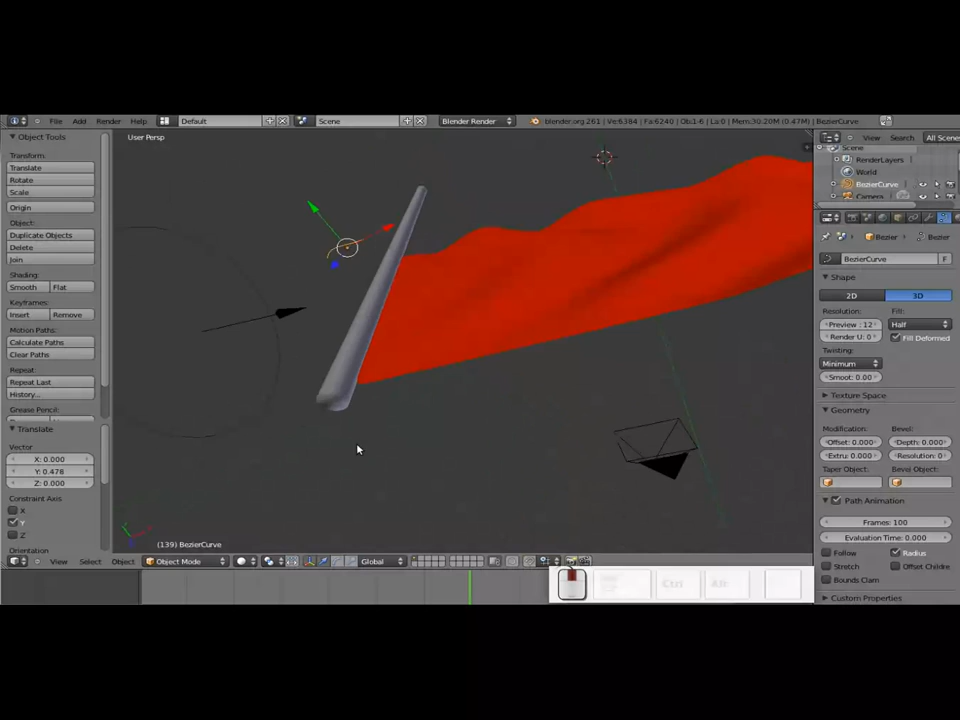 File Add Render Help Default Scene Blender Render blender.org 261 | Ve:6384 | Fa:6240 | Ob:1-6 | La:0 | Mem:30.20M (0.47M) | BezierCurve
Object Tools
User Persp
View Search All Scenes
Scene
Transform:
RenderLayers
Translate
World
Rotate
BezierCurve
Scale
Camera
Origin
Object:
Duplicate Objects
Bezier Bezier
Delete
Join
BezierCurve F
Shading:
Shape
Smooth Flat
2D 3D
Keyframes:
Resolution: Fill:
Insert Remove
Preview : 12 Half
Motion Paths:
Render U: 0 Fill Deformed
Calculate Paths
Twisting:
Clear Paths
Minimum
Repeat:
Smoot: 0.00
Repeat Last
Texture Space
History...
Geometry
Grease Pencil:
Translate
Modification: Bevel:
Vector
Offset: 0.000 Depth: 0.000
X: 0.000
Extru: 0.000 Resolution: 0
Y: 0.478
Taper Object: Bevel Object:
Z: 0.000
Constraint Axis
Path Animation
X
Frames: 100
Y
Evaluation Time: 0.000
Z
(139) BezierCurve
Follow Radius
Orientation
Stretch Offset Childre
View Select Object Object Mode Global
Bounds Clam
Ctrl Alt
Custom Properties